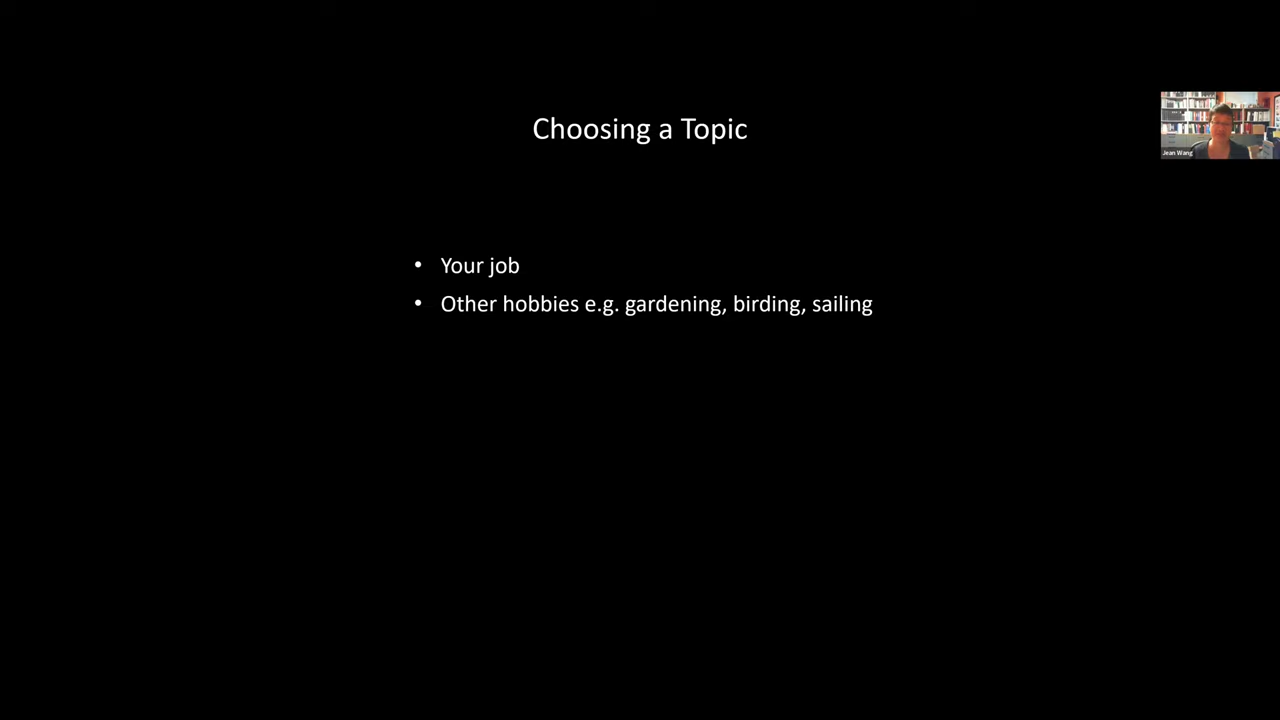 Choosing a Topic
Jean Wang
• Your job
• Other hobbies e.g. gardening, birding, sailing